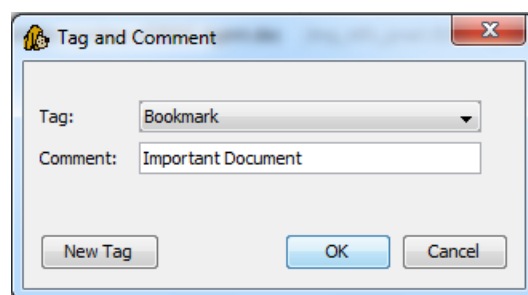 Tag and Comment
Tag: Bookmark
Comment: Important Document
New Tag OK Cancel